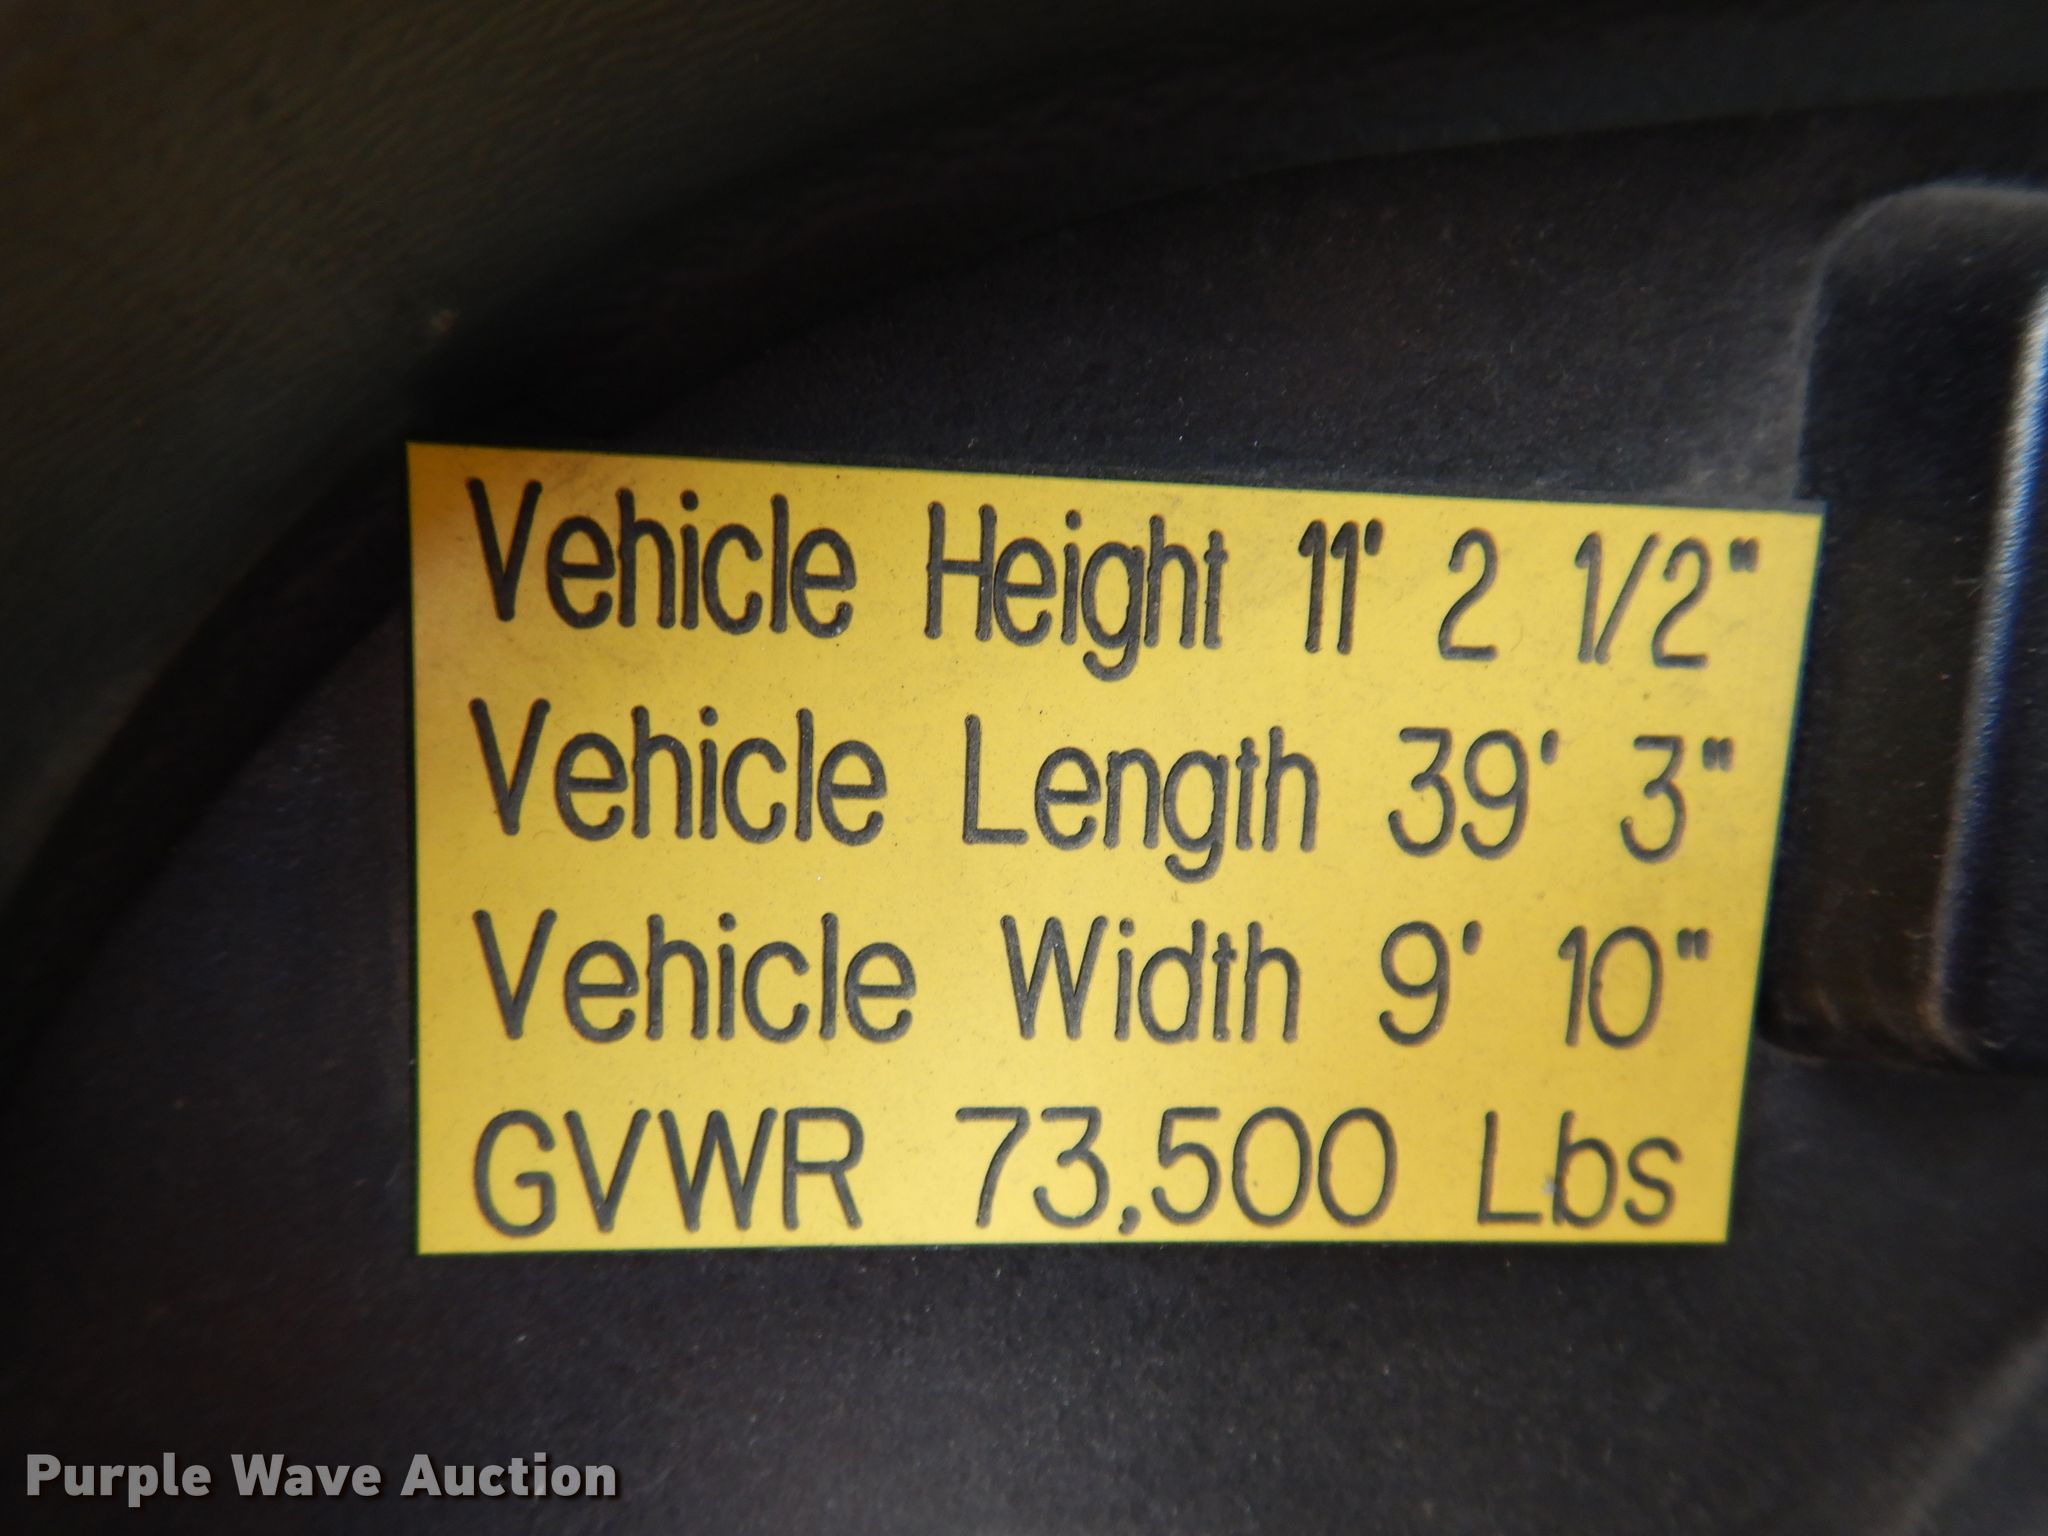 Vehicle Height 11' 2 1/2"
Vehicle Length 39' 3"
Vehicle Width 9' 10"
GVWR 73,500 Lbs
Purple Wave Auction